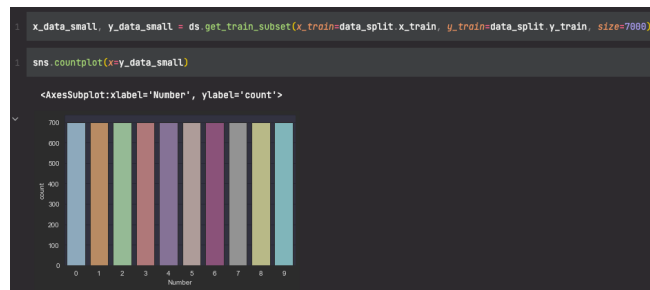 1 x_data_small, y_data_small = ds.get_train_subset(x_train=data_split.x_train, y_train=data_split.y_train, size=7000)
1 sns.countplot(x=y_data_small)
<AxesSubplot:xlabel='Number', ylabel='count'>
700
600
500
400
300
200
100
0
count
0 1 2 3 4 5 6 7 8 9
Number